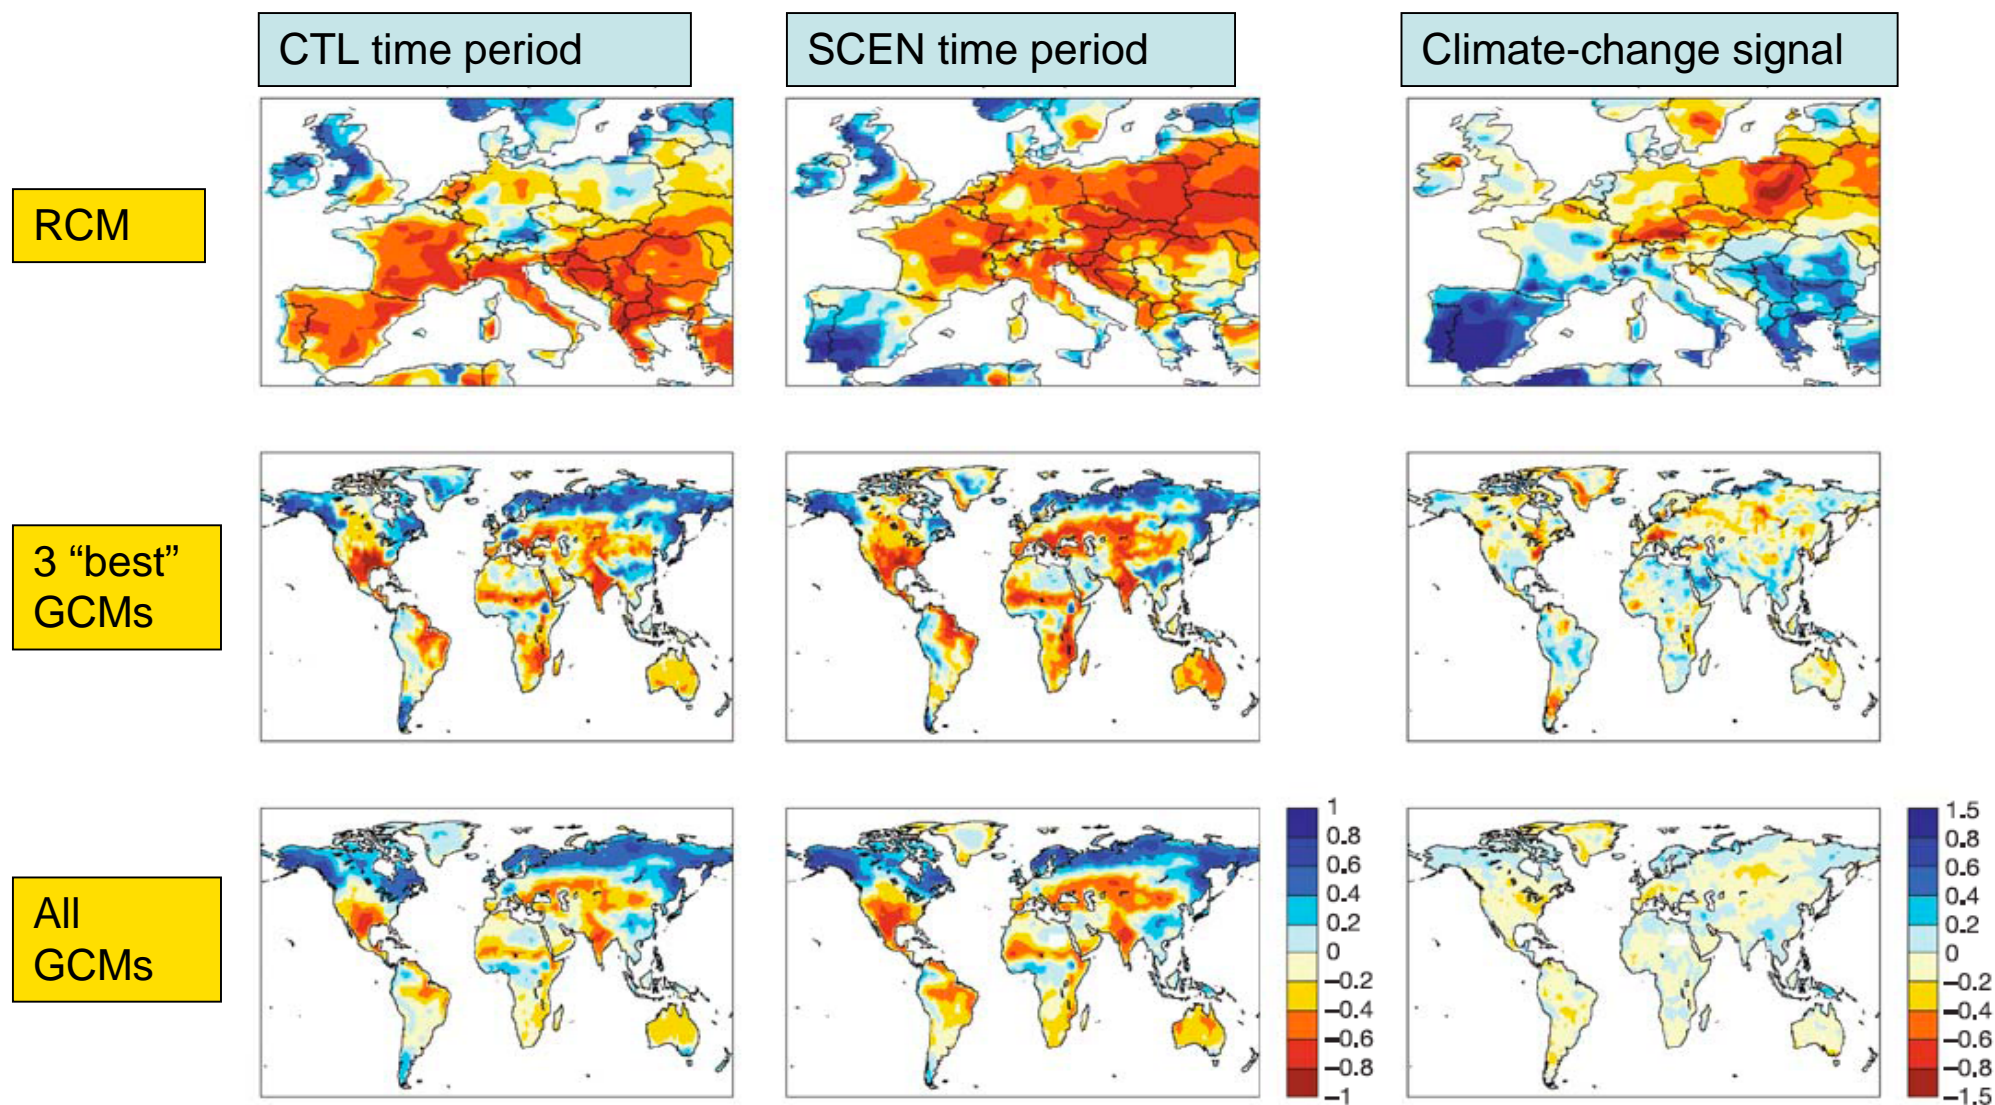 CTL time period
SCEN time period
Climate-change signal
RCM
3 “best”
GCMs
All
GCMs
1
0.8
0.6
0.4
0.2
0
−0.2
−0.4
−0.6
−0.8
−1
1.5
0.8
0.6
0.4
0.2
0
−0.2
−0.4
−0.6
−0.8
−1.5